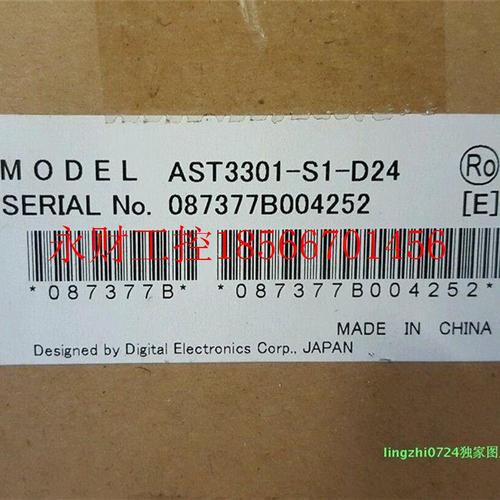 MODEL AST3301-S1-D24 Ro
SERIAL No. 087377B004252 [E]
永财工控18566701456
*087377B* *087377B004252*
MADE IN CHINA
Designed by Digital Electronics Corp., JAPAN
lingzhi0724独家图